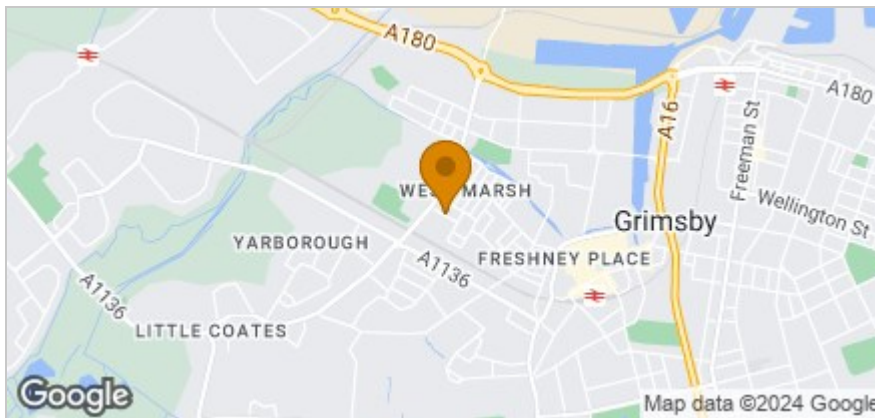 A180
A180
A16
Freeman St
WEST MARSH
Wellington St
Grimsby
YARBOROUGH
FRESHNEY PLACE
A1136
A1136
LITTLE COATES
Google
Map data ©2024 Google